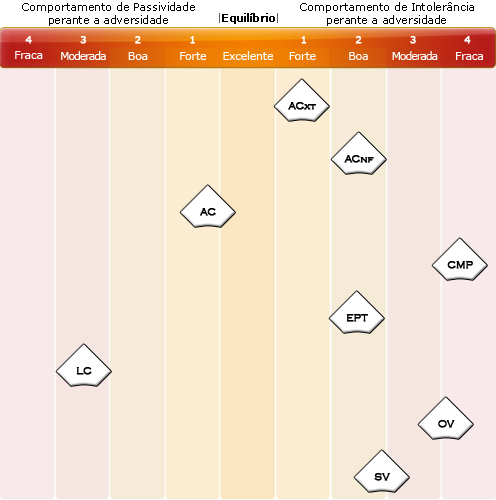 Comportamento de Passividade
perante a adversidade
|Equilíbrio|
Comportamento de Intolerância
perante a adversidade
4 3 2 1 1 2 3 4
Fraca Moderada Boa Forte Excelente Forte Boa Moderada Fraca
ACXT
ACNF
AC
CMP
EPT
LC
OV
SV